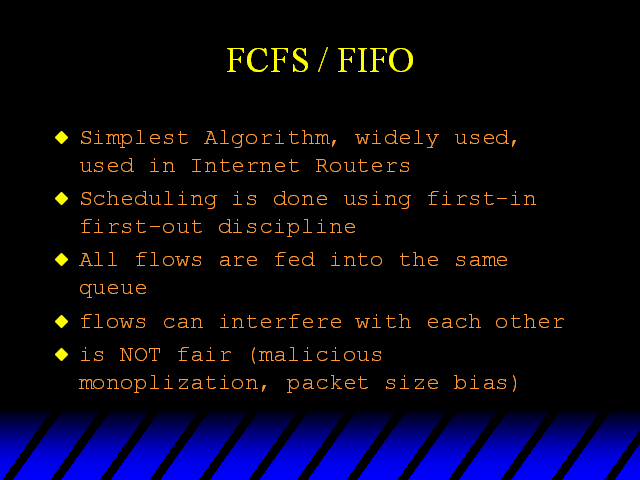 FCFS / FIFO
Simplest Algorithm, widely used,
used in Internet Routers
Scheduling is done using first-in
first-out discipline
All flows are fed into the same
queue
flows can interfere with each other
is NOT fair (malicious
monoplization, packet size bias)